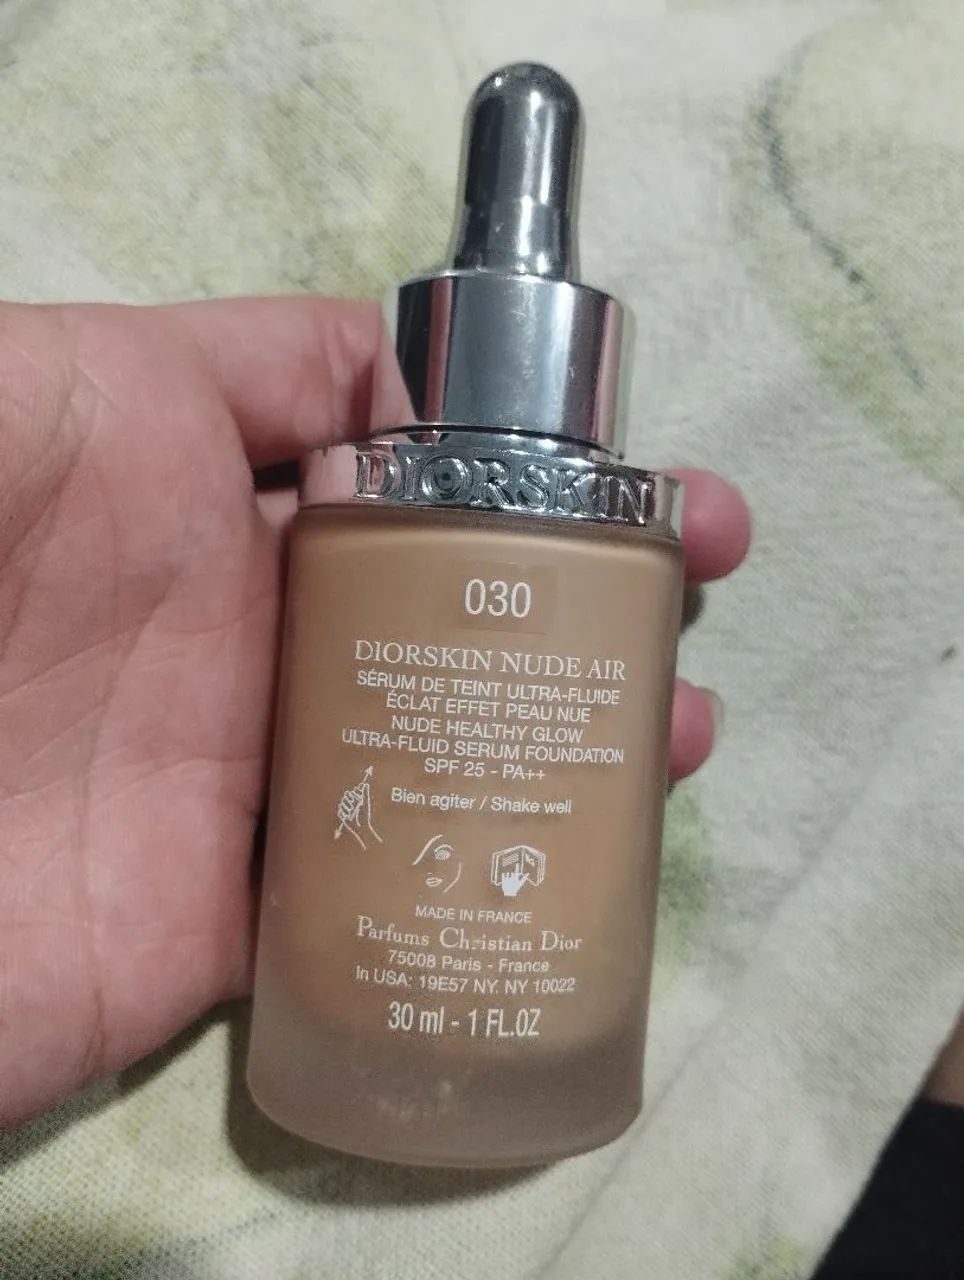 DIORSKIN
030
DIORSKIN NUDE AIR
SÉRUM DE TEINT ULTRA-FLUIDE
ÉCLAT EFFET PEAU NUE
NUDE HEALTHY GLOW
ULTRA-FLUID SERUM FOUNDATION
SPF 25 - PA++
Bien agiter / Shake well
MADE IN FRANCE
Parfums Christian Dior
75008 Paris - France
In USA: 19E57 NY. NY 10022
30 ml - 1 FL.OZ